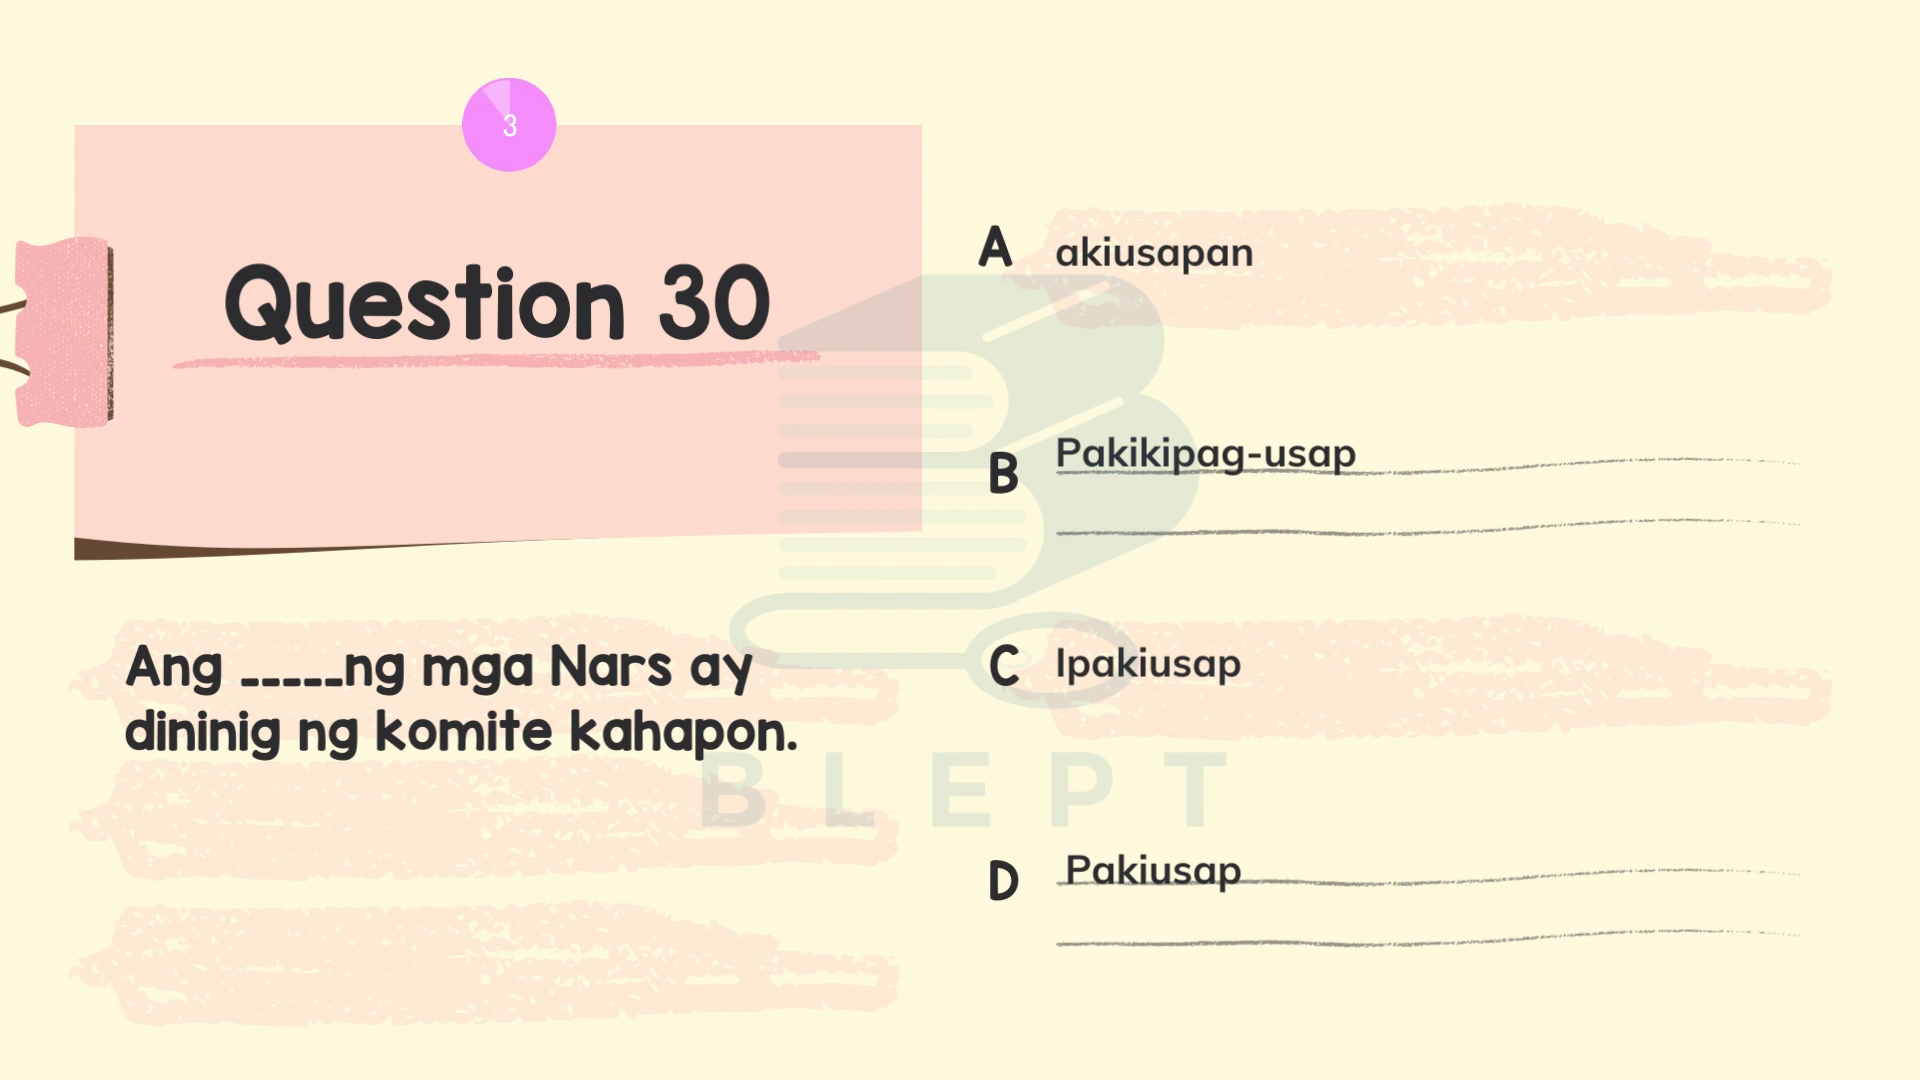 3
Question 30
Ang _____ng mga Nars ay
dininig ng komite kahapon.
A akiusapan
B Pakikipag-usap
C Ipakiusap
D Pakiusap
BLEPT